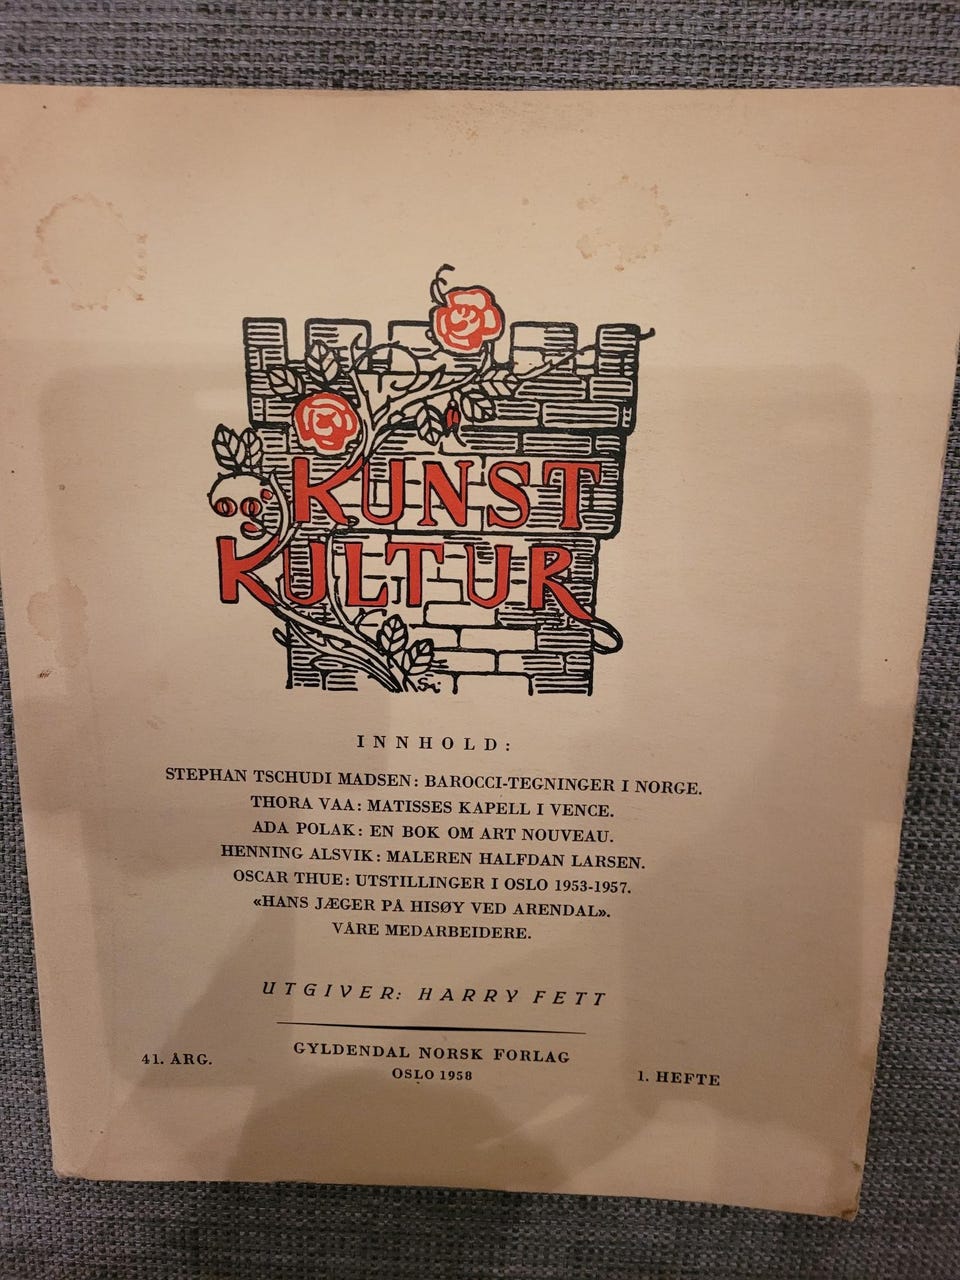 KUNST
og
KULTUR
INNHOLD:
STEPHAN TSCHUDI MADSEN: BAROCCI-TEGNINGER I NORGE.
THORA VAA: MATISSES KAPELL I VENCE.
ADA POLAK: EN BOK OM ART NOUVEAU.
HENNING ALSVIK: MALEREN HALFDAN LARSEN.
OSCAR THUE: UTSTILLINGER I OSLO 1953-1957.
«HANS JÆGER PÅ HISØY VED ARENDAL».
VÅRE MEDARBEIDERE.
UTGIVER: HARRY FETT
GYLDENDAL NORSK FORLAG
41. ÅRG.
OSLO 1958
1. HEFTE